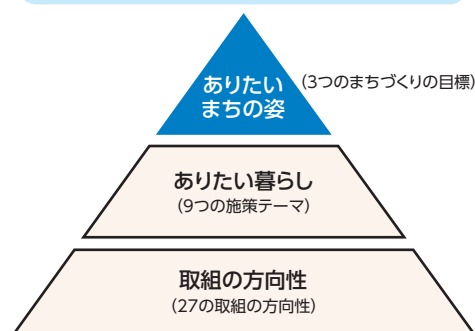 ありたい
まちの姿
(3つのまちづくりの目標)
ありたい暮らし
(9つの施策テーマ)
取組の方向性
(27の取組の方向性)